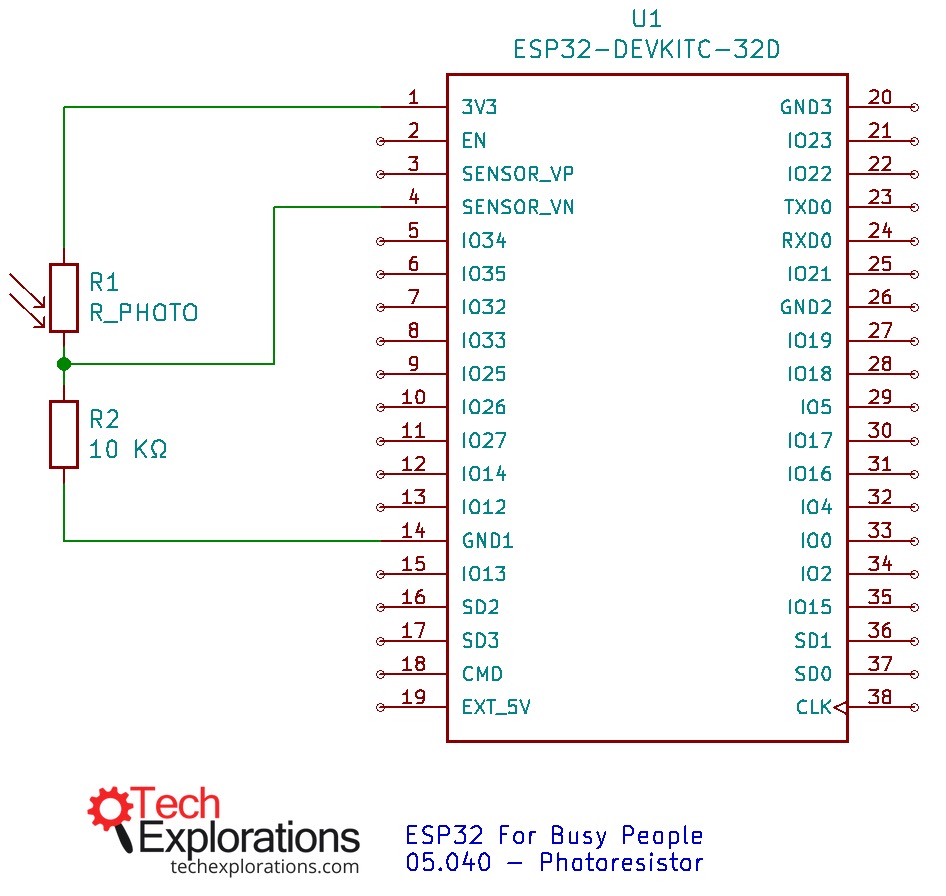 U1
ESP32-DEVKITC-32D
1 3V3 GND3 20
2 EN IO23 21
3 SENSOR_VP IO22 22
4 SENSOR_VN TXD0 23
5 IO34 RXD0 24
6 IO35 IO21 25
7 IO32 GND2 26
8 IO33 IO19 27
9 IO25 IO18 28
10 IO26 IO5 29
11 IO27 IO17 30
12 IO14 IO16 31
13 IO12 IO4 32
14 GND1 IO0 33
15 IO13 IO2 34
16 SD2 IO15 35
17 SD3 SD1 36
18 CMD SD0 37
19 EXT_5V CLK 38
R1
R_PHOTO
R2
10 KΩ
Tech
Explorations
techexplorations.com
ESP32 For Busy People
05.040 – Photoresistor